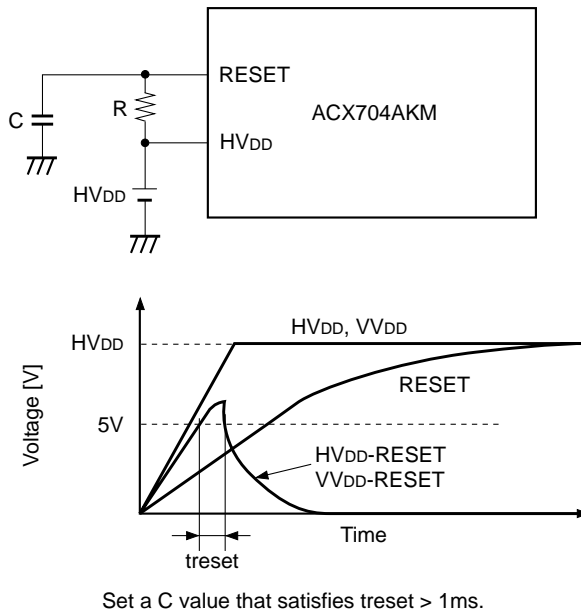 RESET
ACX704AKM
C
R
HVDD
HVDD
Voltage [V]
HVDD
5V
HVDD, VVDD
RESET
HVDD-RESET
VVDD-RESET
Time
treset
Set a C value that satisfies treset > 1ms.